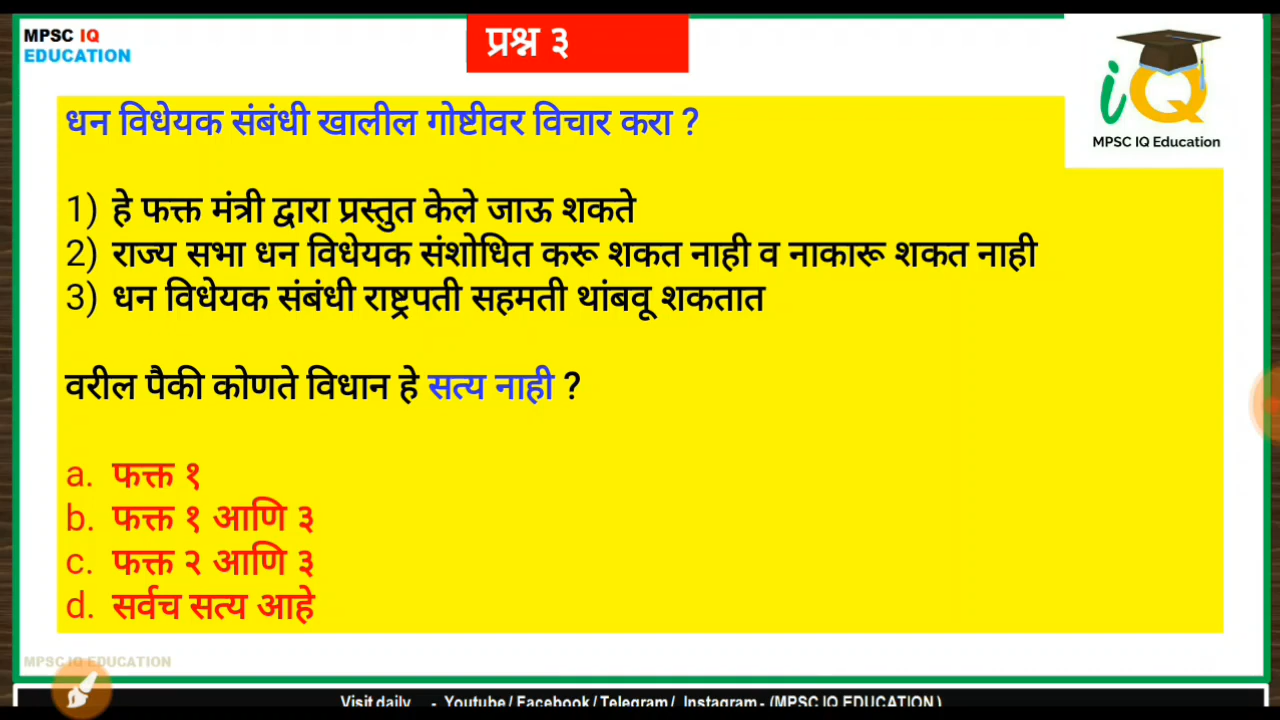 MPSC IQ
EDUCATION
प्रश्न ३
iQ
MPSC IQ Education
धन विधेयक संबंधी खालील गोष्टीवर विचार करा ?
1) हे फक्त मंत्री द्वारा प्रस्तुत केले जाऊ शकते
2) राज्य सभा धन विधेयक संशोधित करू शकत नाही व नाकारू शकत नाही
3) धन विधेयक संबंधी राष्ट्रपती सहमती थांबवू शकतात
वरील पैकी कोणते विधान हे सत्य नाही ?
a. फक्त १
b. फक्त १ आणि ३
c. फक्त २ आणि ३
d. सर्वच सत्य आहे
MPSC IQ EDUCATION
Visit daily - Youtube / Facebook / Telegram / Instagram - (MPSC IQ EDUCATION )